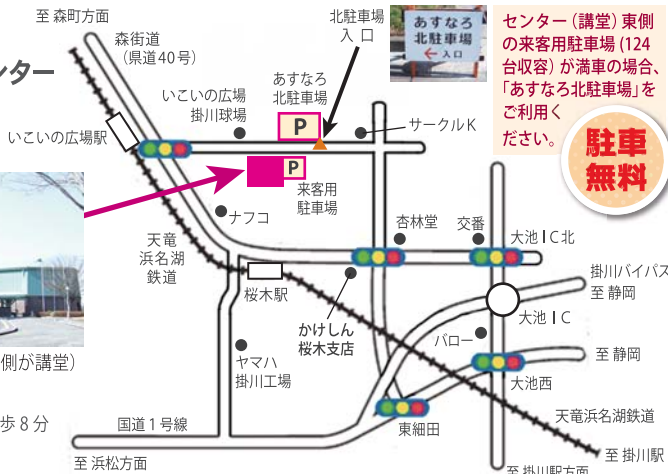 至 森町方面
森街道
(県道40号)
北駐車場
入 口
あすなろ
北駐車場
← 入口
センター(講堂)東側
の来客用駐車場(124
台収容)が満車の場合、
「あすなろ北駐車場」を
ご利用く
ださい。
駐車
無料
ンター
いこいの広場
掛川球場
あすなろ
北駐車場
P
サークルK
いこいの広場駅
P
来客用
駐車場
ナフコ
杏林堂
交番
大池IC北
天竜
浜名湖
鉄道
桜木駅
掛川バイパス
至 静岡
かけしん
桜木支店
大池IC
バロー
至 静岡
側が講堂)
ヤマハ
掛川工場
大池西
歩8分
国道1号線
東細田
天竜浜名湖鉄道
至 浜松方面
至 掛川駅
至 掛川駅方面